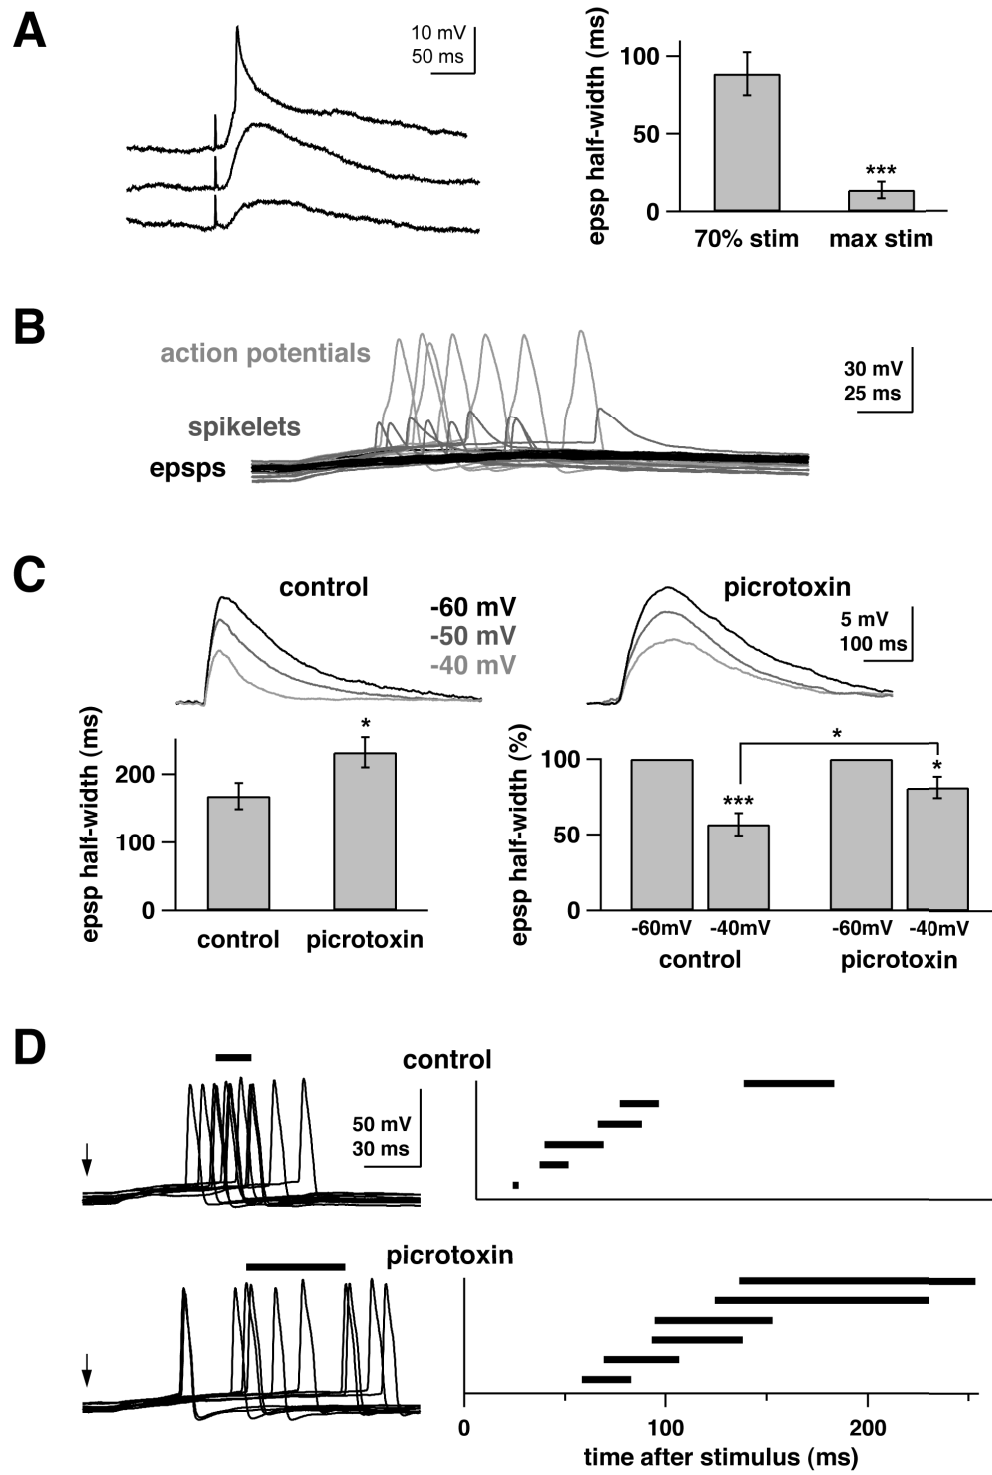 A
10 mV
50 ms
epsp half-width (ms)
100
50
0
***
70% stim
max stim
B
action potentials
spikelets
epsps
30 mV
25 ms
C
control
-60 mV
-50 mV
-40 mV
picrotoxin
5 mV
100 ms
epsp half-width (ms)
200
100
0
*
control
picrotoxin
epsp half-width (%)
100
50
0
***
*
*
-60mV
-40mV
-60mV
-40mV
control
picrotoxin
D
control
50 mV
30 ms
picrotoxin
0
100
200
time after stimulus (ms)